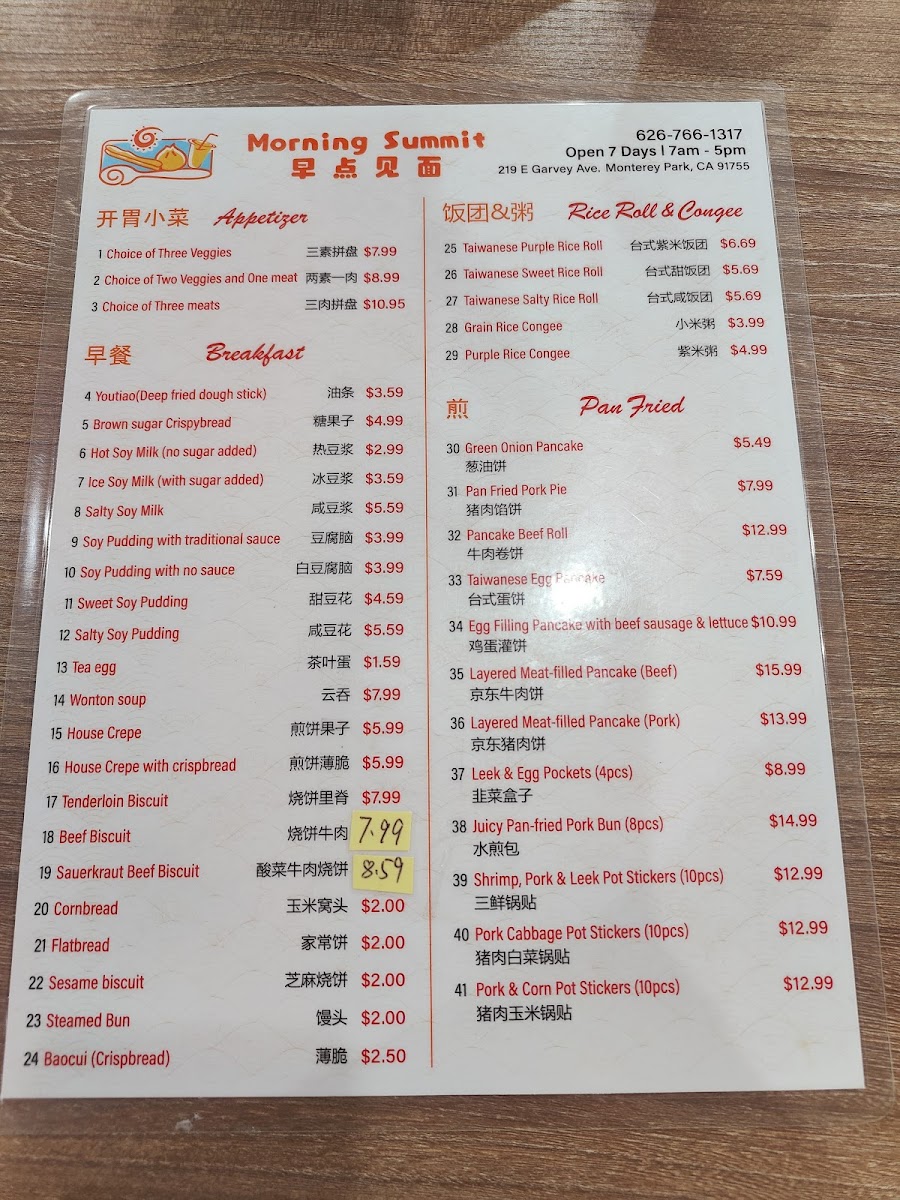 Morning Summit
早点见面
626-766-1317
Open 7 Days | 7am - 5pm
219 E Garvey Ave. Monterey Park, CA 91755
开胃小菜 Appetizer
1 Choice of Three Veggies 三素拼盘 $7.99
2 Choice of Two Veggies and One meat 两素一肉 $8.99
3 Choice of Three meats 三肉拼盘 $10.95
早餐 Breakfast
4 Youtiao(Deep fried dough stick) 油条 $3.59
5 Brown sugar Crispybread 糖果子 $4.99
6 Hot Soy Milk (no sugar added) 热豆浆 $2.99
7 Ice Soy Milk (with sugar added) 冰豆浆 $3.59
8 Salty Soy Milk 咸豆浆 $5.59
9 Soy Pudding with traditional sauce 豆腐脑 $3.99
10 Soy Pudding with no sauce 白豆腐脑 $3.99
11 Sweet Soy Pudding 甜豆花 $4.59
12 Salty Soy Pudding 咸豆花 $5.59
13 Tea egg 茶叶蛋 $1.59
14 Wonton soup 云吞 $7.99
15 House Crepe 煎饼果子 $5.99
16 House Crepe with crispbread 煎饼薄脆 $5.99
17 Tenderloin Biscuit 烧饼里脊 $7.99
18 Beef Biscuit 烧饼牛肉 7.99
19 Sauerkraut Beef Biscuit 酸菜牛肉烧饼 8.59
20 Cornbread 玉米窝头 $2.00
21 Flatbread 家常饼 $2.00
22 Sesame biscuit 芝麻烧饼 $2.00
23 Steamed Bun 馒头 $2.00
24 Baocui (Crispbread) 薄脆 $2.50
饭团&粥 Rice Roll & Congee
25 Taiwanese Purple Rice Roll 台式紫米饭团 $6.69
26 Taiwanese Sweet Rice Roll 台式甜饭团 $5.69
27 Taiwanese Salty Rice Roll 台式咸饭团 $5.69
28 Grain Rice Congee 小米粥 $3.99
29 Purple Rice Congee 紫米粥 $4.99
煎 Pan Fried
30 Green Onion Pancake $5.49
葱油饼
31 Pan Fried Pork Pie $7.99
猪肉馅饼
32 Pancake Beef Roll $12.99
牛肉卷饼
33 Taiwanese Egg Pancake $7.59
台式蛋饼
34 Egg Filling Pancake with beef sausage & lettuce $10.99
鸡蛋灌饼
35 Layered Meat-filled Pancake (Beef) $15.99
京东牛肉饼
36 Layered Meat-filled Pancake (Pork) $13.99
京东猪肉饼
37 Leek & Egg Pockets (4pcs) $8.99
韭菜盒子
38 Juicy Pan-fried Pork Bun (8pcs) $14.99
水煎包
39 Shrimp, Pork & Leek Pot Stickers (10pcs) $12.99
三鲜锅贴
40 Pork Cabbage Pot Stickers (10pcs) $12.99
猪肉白菜锅贴
41 Pork & Corn Pot Stickers (10pcs) $12.99
猪肉玉米锅贴